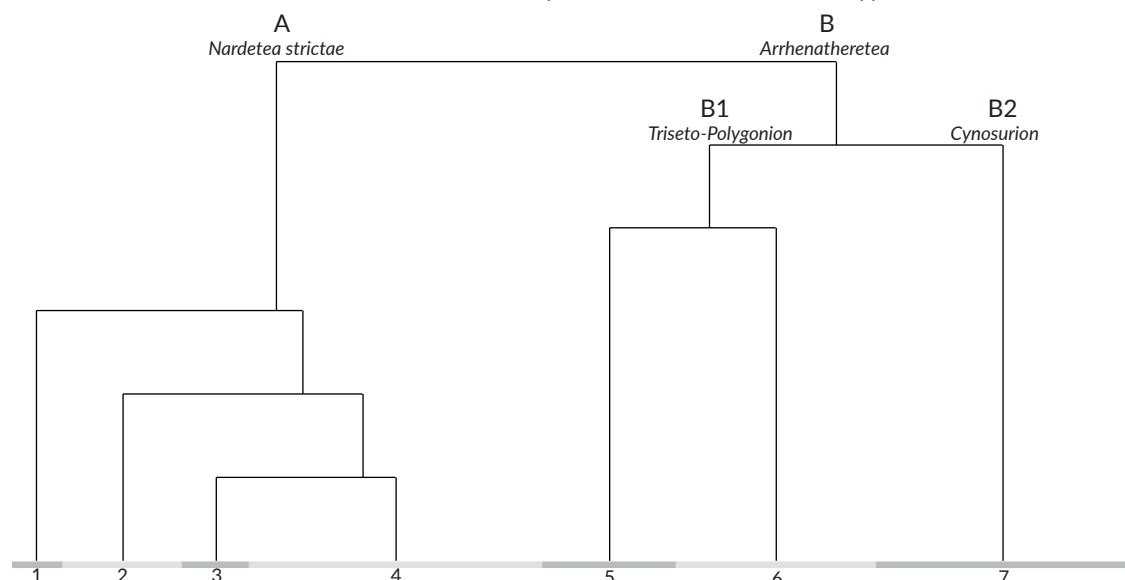 A
B
Nardetea strictae
Arrhenatheretea
B1
B2
Triseto-Polygonion
Cynosurion
1 2 3 4 5 6 7